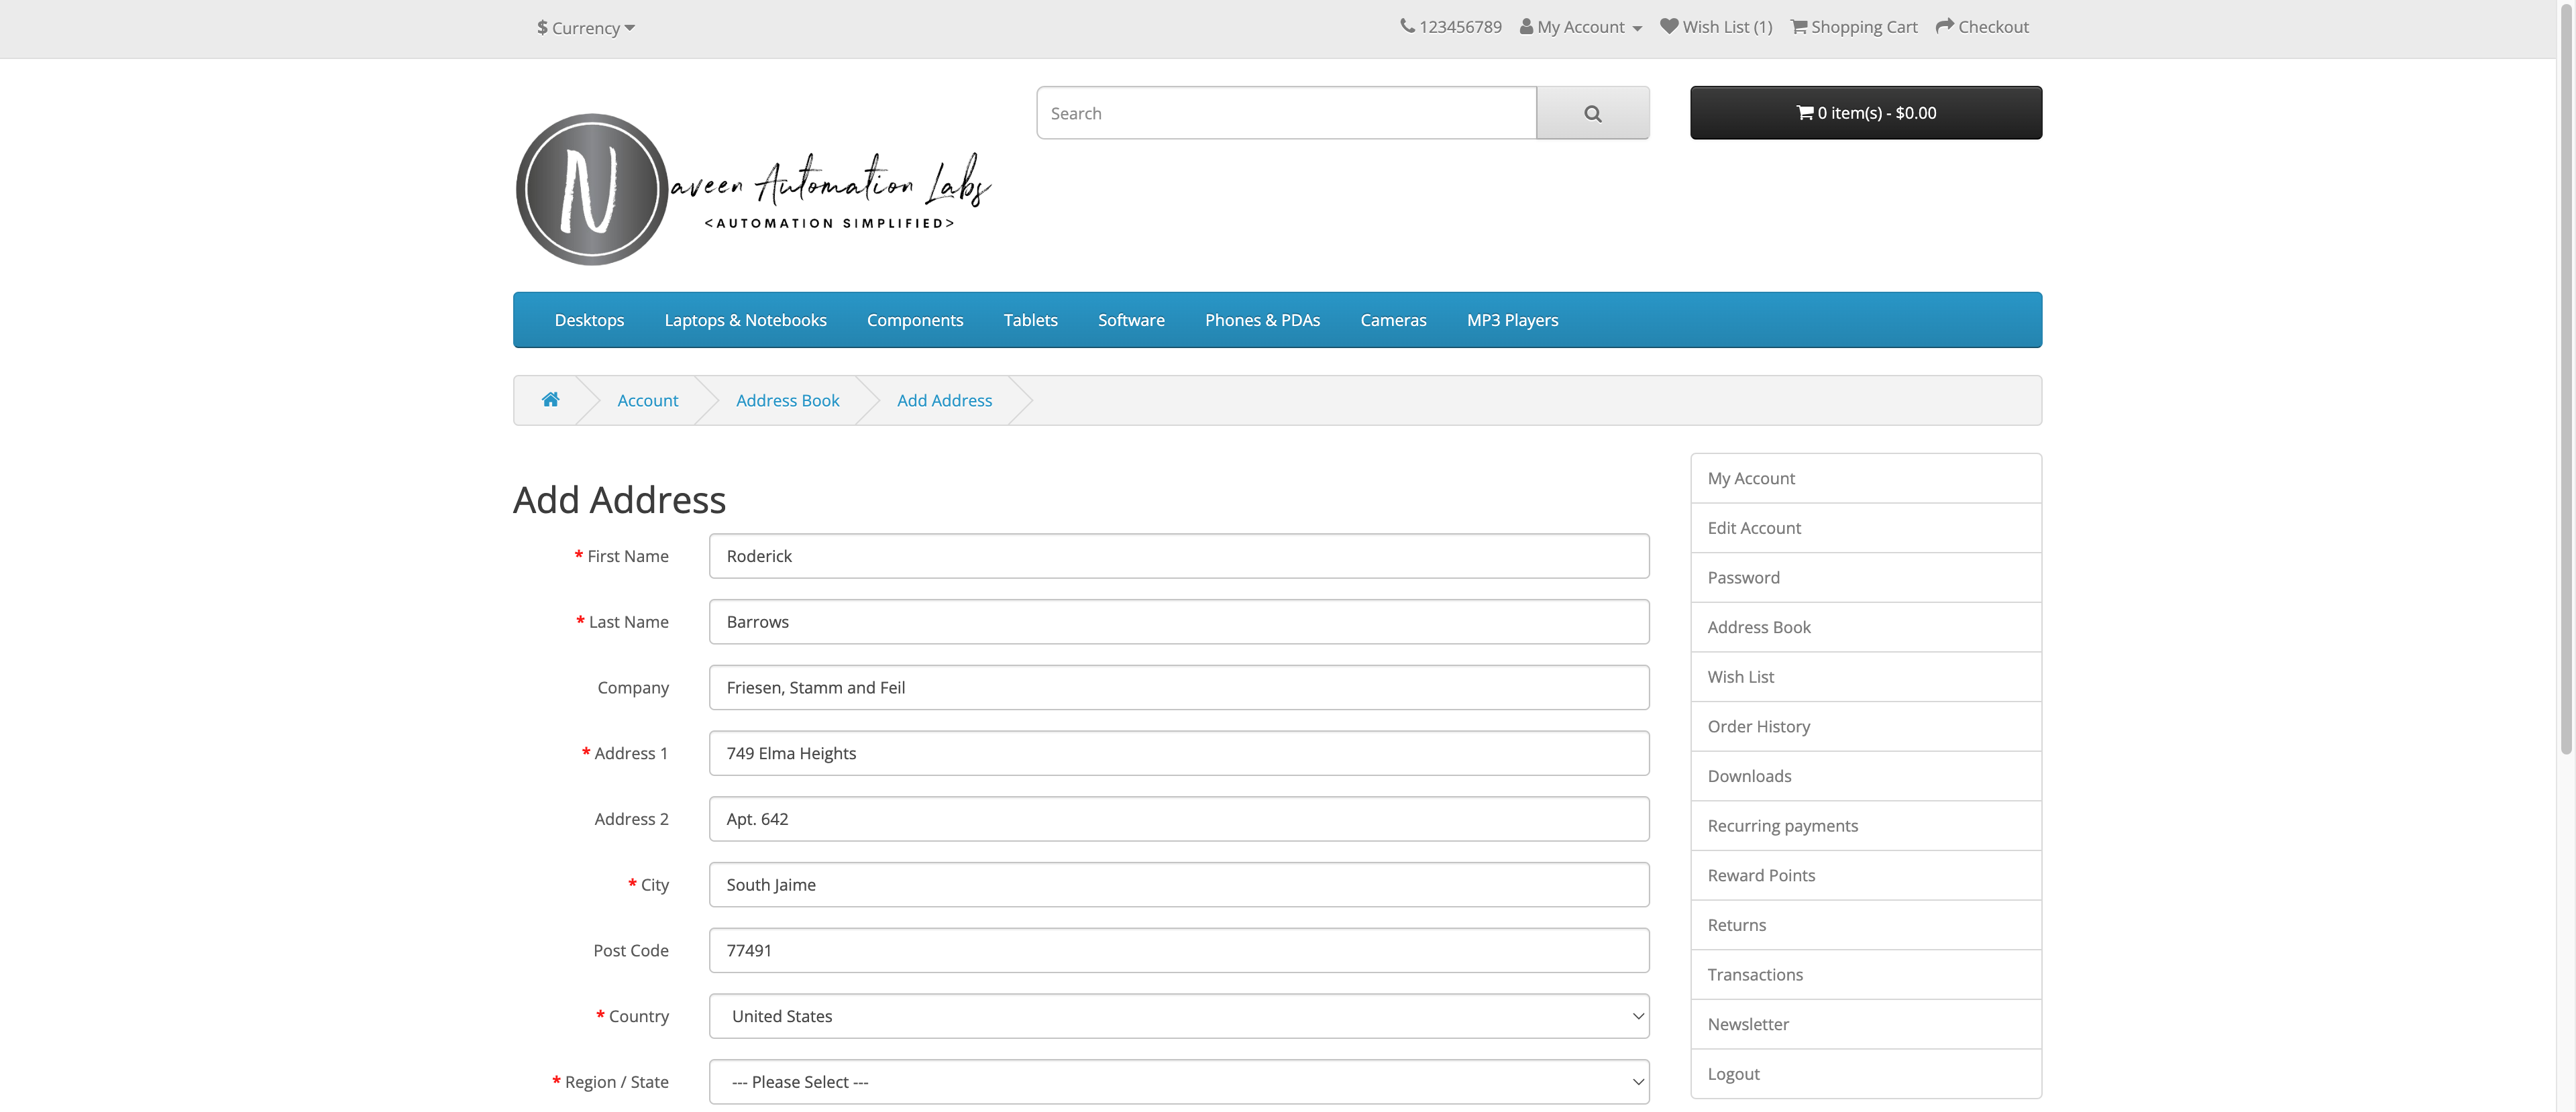 $ Currency
123456789 My Account Wish List (1) Shopping Cart Checkout
Search
0 item(s) - $0.00
Naveen Automation Labs
<AUTOMATION SIMPLIFIED>
Desktops Laptops & Notebooks Components Tablets Software Phones & PDAs Cameras MP3 Players
Account Address Book Add Address
Add Address
* First Name Roderick
* Last Name Barrows
Company Friesen, Stamm and Feil
* Address 1 749 Elma Heights
Address 2 Apt. 642
* City South Jaime
Post Code 77491
* Country United States
* Region / State --- Please Select ---
My Account
Edit Account
Password
Address Book
Wish List
Order History
Downloads
Recurring payments
Reward Points
Returns
Transactions
Newsletter
Logout